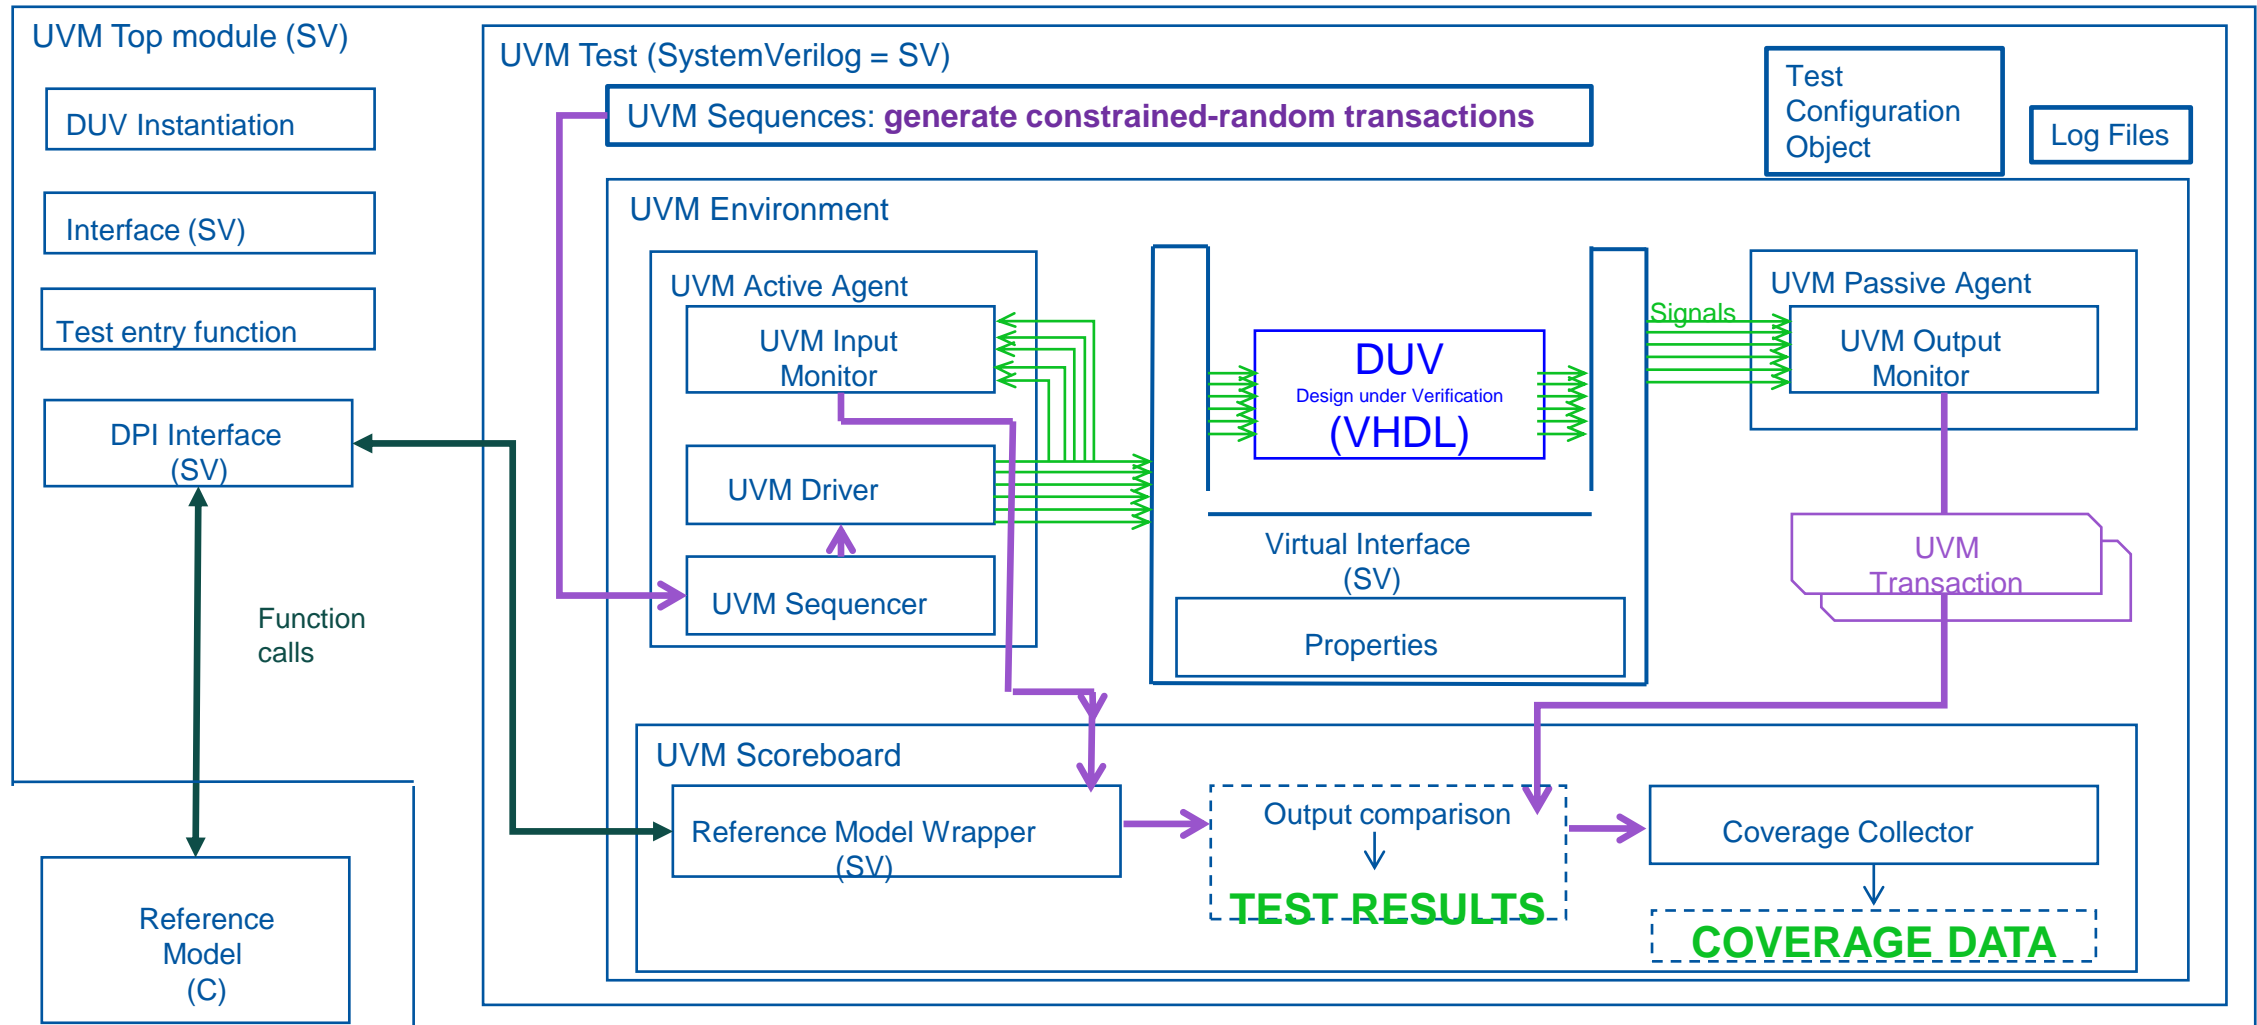 UVM Top module (SV)
DUV Instantiation
Interface (SV)
Test entry function
DPI Interface
(SV)
Function
calls
Reference
Model
(C)
UVM Test (SystemVerilog = SV)
UVM Sequences: generate constrained-random transactions
Test
Configuration
Object
Log Files
UVM Environment
UVM Active Agent
UVM Input
Monitor
UVM Driver
UVM Sequencer
DUV
Design under Verification
(VHDL)
Virtual Interface
(SV)
Properties
Signals
UVM Passive Agent
UVM Output
Monitor
UVM
Transaction
UVM Scoreboard
Reference Model Wrapper
(SV)
Output comparison
TEST RESULTS
Coverage Collector
COVERAGE DATA